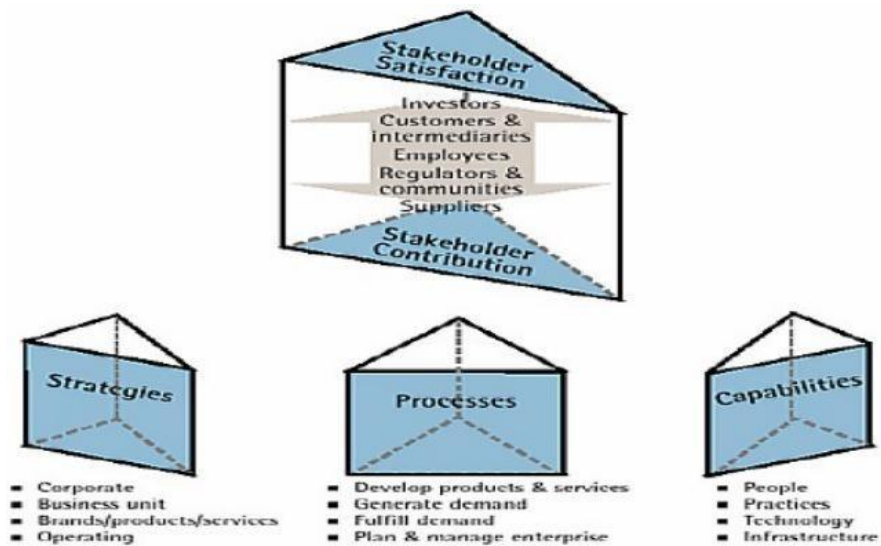 Stakeholder
Satisfaction
Investors
Customers &
intermediaries
Employees
Regulators &
communities
Suppliers
Stakeholder
Contribution
Strategies
▪ Corporate
▪ Business unit
▪ Brands/products/services
▪ Operating
Processes
▪ Develop products & services
▪ Generate demand
▪ Fulfill demand
▪ Plan & manage enterprise
Capabilities
▪ People
▪ Practices
▪ Technology
▪ Infrastructure